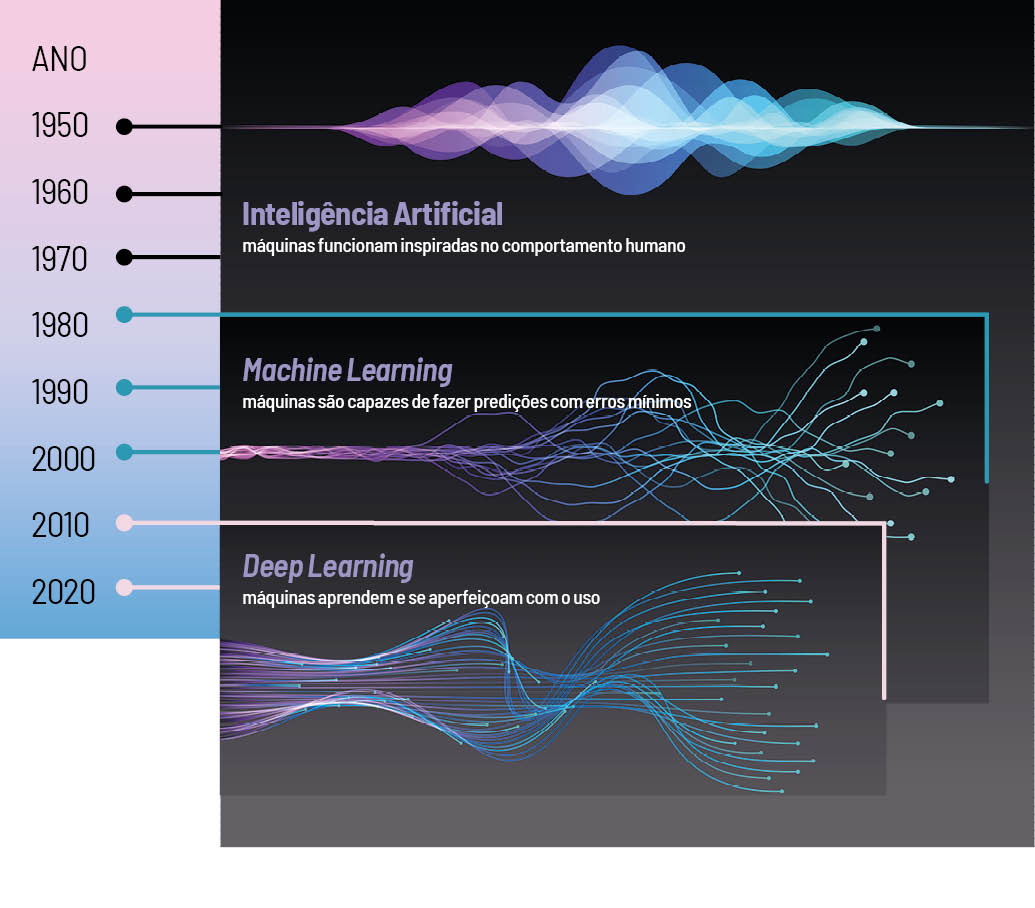 ANO
1950
1960
1970
1980
1990
2000
2010
2020
Inteligência Artificial
máquinas funcionam inspiradas no comportamento humano
Machine Learning
máquinas são capazes de fazer predições com erros mínimos
Deep Learning
máquinas aprendem e se aperfeiçoam com o uso